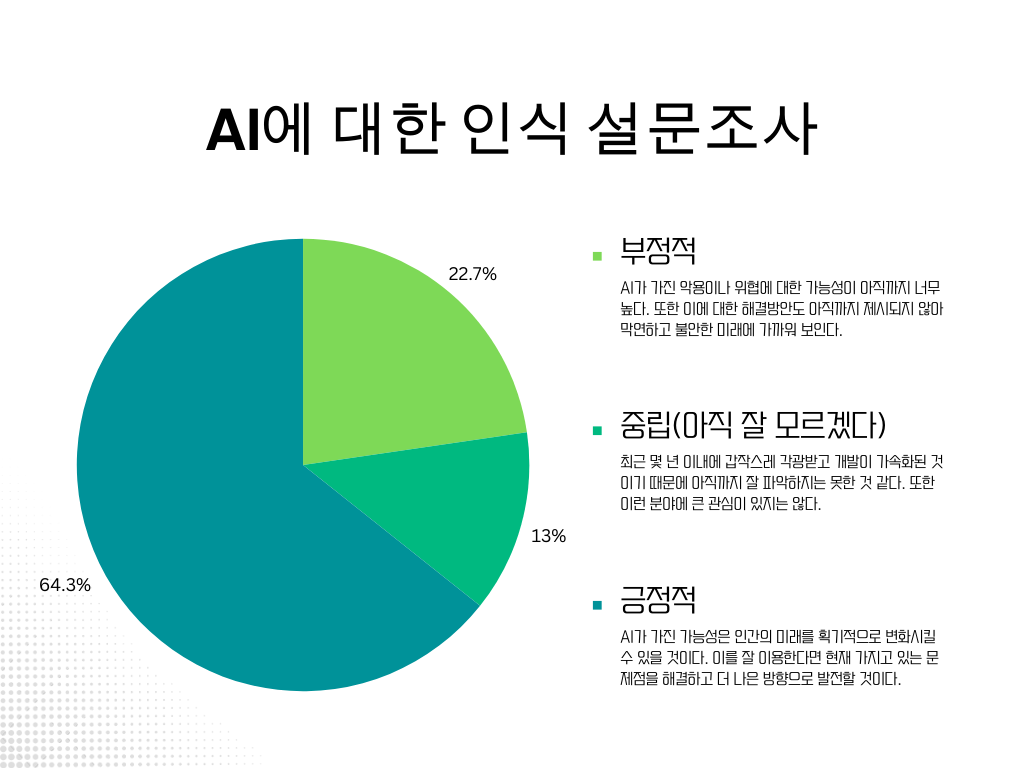 AI에 대한 인식 설문조사
22.7%
13%
64.3%
부정적
AI가 가진 악용이나 위협에 대한 가능성이 아직까지 너무
높다. 또한 이에 대한 해결방안도 아직까지 제시되지 않아
막연하고 불안한 미래에 가까워 보인다.
중립(아직 잘 모르겠다)
최근 몇 년 이내에 갑작스레 각광받고 개발이 가속화된 것
이기 때문에 아직까지 잘 파악하지는 못한 것 같다. 또한
이런 분야에 큰 관심이 있지는 않다.
긍정적
AI가 가진 가능성은 인간의 미래를 획기적으로 변화시킬
수 있을 것이다. 이를 잘 이용한다면 현재 가지고 있는 문
제점을 해결하고 더 나은 방향으로 발전할 것이다.